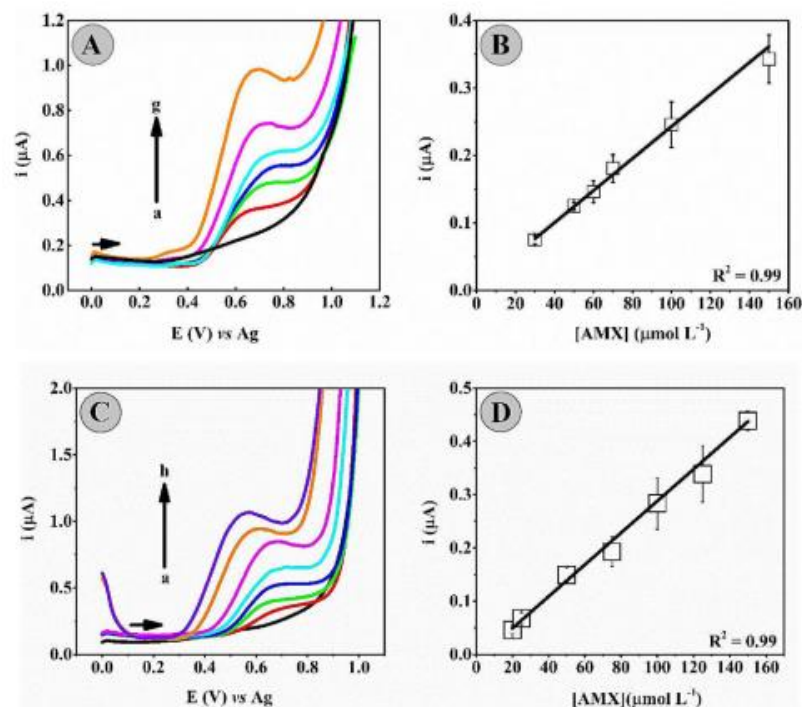 A
g
a
i (μA)
1.2
1.0
0.8
0.6
0.4
0.2
0.0
0.0 0.2 0.4 0.6 0.8 1.0 1.2
E (V) vs Ag
B
i (μA)
0.4
0.3
0.2
0.1
0.0
0 20 40 60 80 100 120 140 160
[AMX] (μmol L⁻¹)
R² = 0.99
C
h
a
i (μA)
2.0
1.5
1.0
0.5
0.0
0.0 0.2 0.4 0.6 0.8 1.0
E (V) vs Ag
D
i (μA)
0.5
0.4
0.3
0.2
0.1
0.0
0 20 40 60 80 100 120 140 160
[AMX](μmol L⁻¹)
R² = 0.99